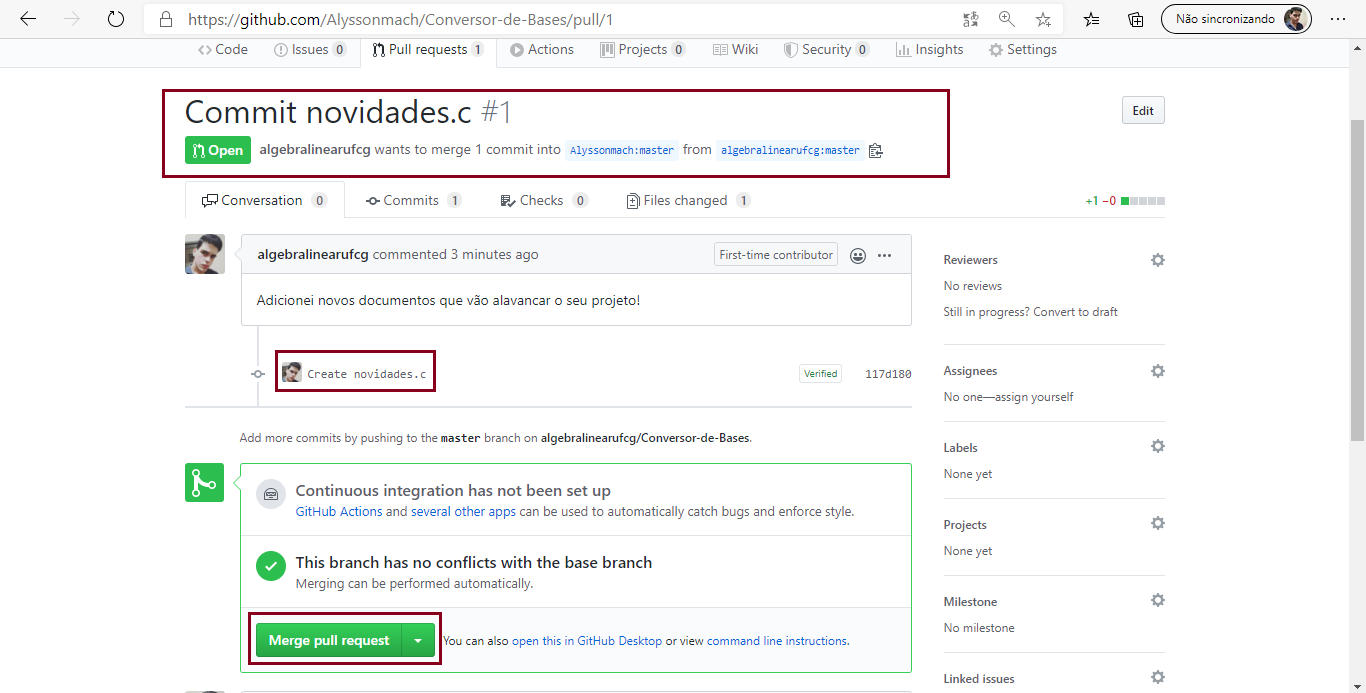 https://github.com/Alyssonmach/Conversor-de-Bases/pull/1 Não sincronizando
Code Issues 0 Pull requests 1 Actions Projects 0 Wiki Security 0 Insights Settings
Commit novidades.c #1 Edit
Open algebralinearufcg wants to merge 1 commit into Alyssonmach:master from algebralinearufcg:master
Conversation 0 Commits 1 Checks 0 Files changed 1 +1 −0
algebralinearufcg commented 3 minutes ago First-time contributor
Adicionei novos documentos que vão alavancar o seu projeto!
Create novidades.c Verified 117d180
Add more commits by pushing to the master branch on algebralinearufcg/Conversor-de-Bases.
Continuous integration has not been set up
GitHub Actions and several other apps can be used to automatically catch bugs and enforce style.
This branch has no conflicts with the base branch
Merging can be performed automatically.
Merge pull request You can also open this in GitHub Desktop or view command line instructions.
Reviewers
No reviews
Still in progress? Convert to draft
Assignees
No one—assign yourself
Labels
None yet
Projects
None yet
Milestone
No milestone
Linked issues